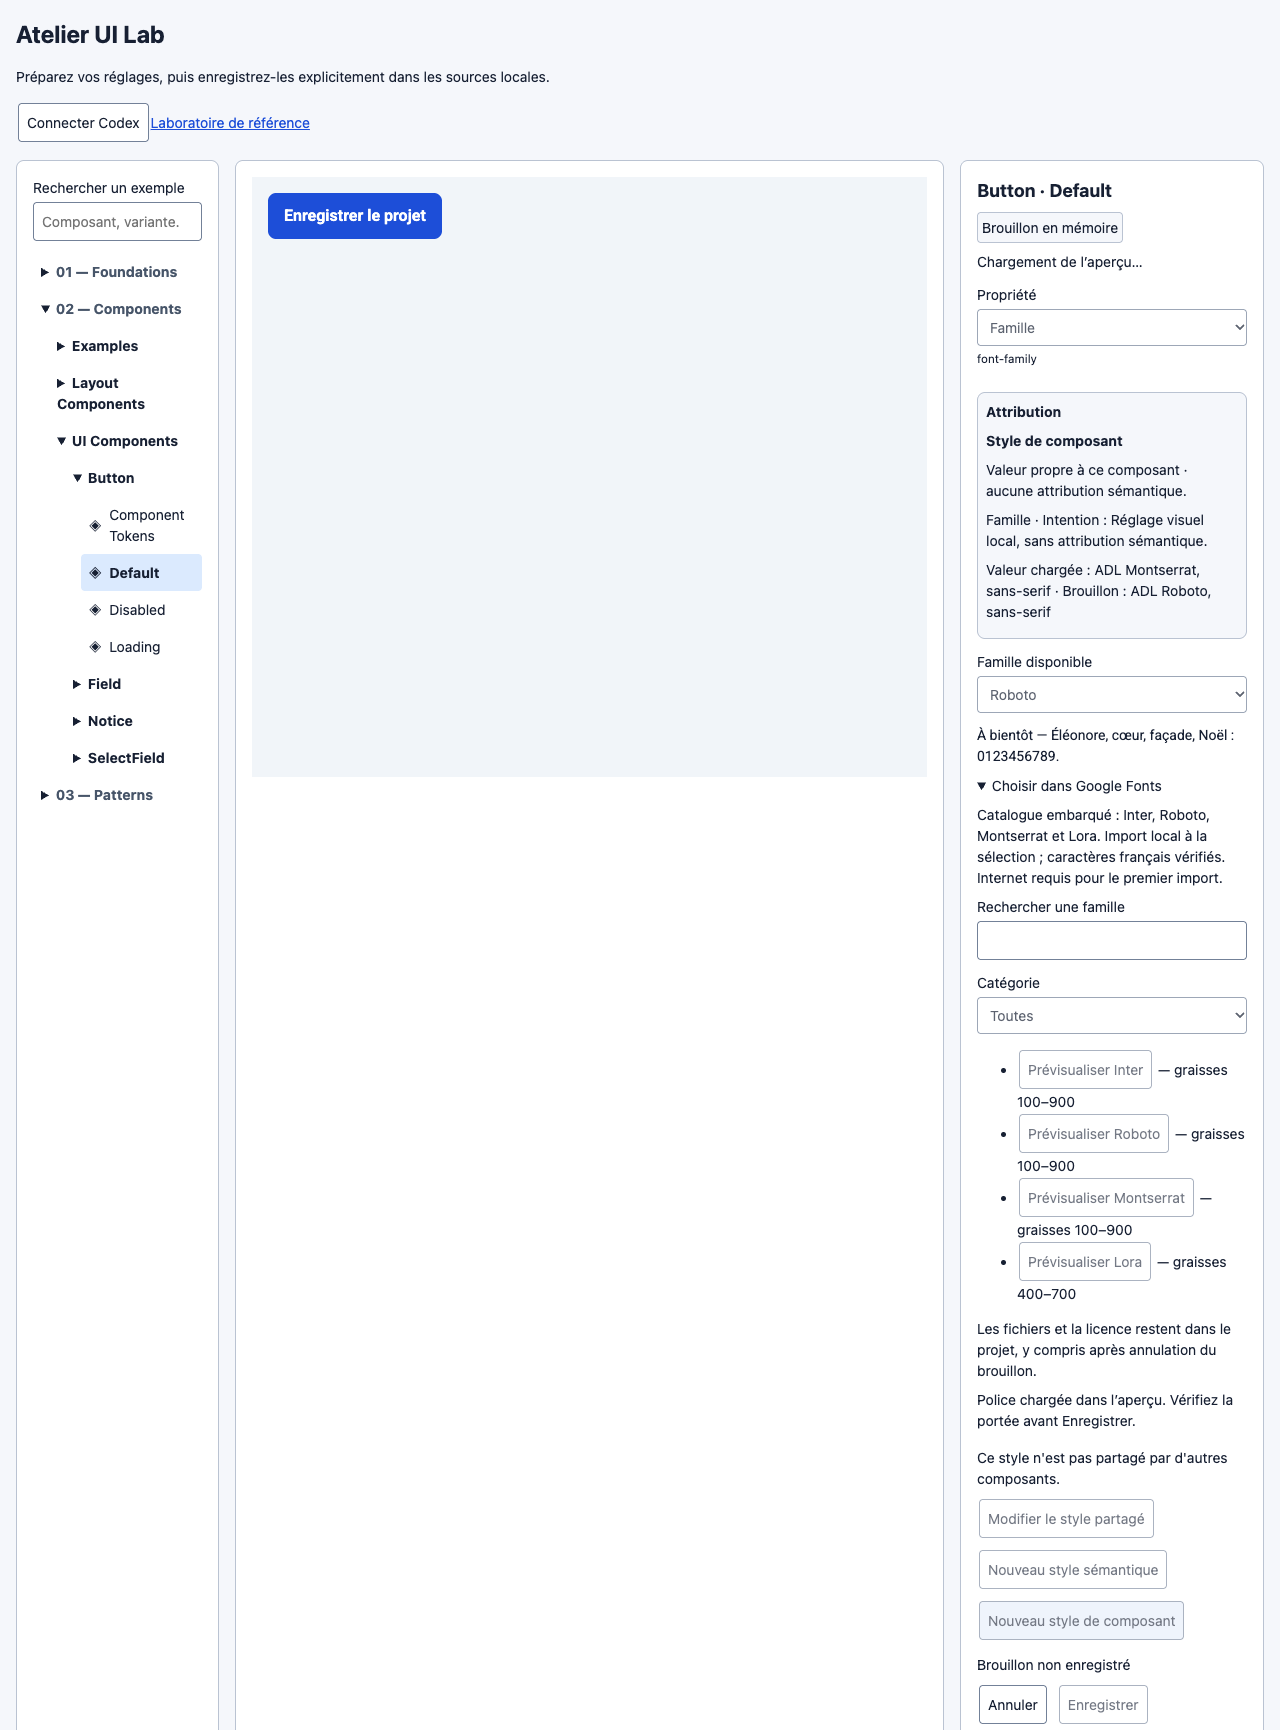 Atelier UI Lab
Préparez vos réglages, puis enregistrez-les explicitement dans les sources locales.
Connecter Codex Laboratoire de référence
Rechercher un exemple
Composant, variante.
01 — Foundations
02 — Components
Examples
Layout
Components
UI Components
Button
Component
Tokens
Default
Disabled
Loading
Field
Notice
SelectField
03 — Patterns
Enregistrer le projet
Button · Default
Brouillon en mémoire
Chargement de l’aperçu…
Propriété
Famille
font-family
Attribution
Style de composant
Valeur propre à ce composant ·
aucune attribution sémantique.
Famille · Intention : Réglage visuel
local, sans attribution sémantique.
Valeur chargée : ADL Montserrat,
sans-serif · Brouillon : ADL Roboto,
sans-serif
Famille disponible
Roboto
À bientôt — Éléonore, cœur, façade, Noël :
0123456789.
Choisir dans Google Fonts
Catalogue embarqué : Inter, Roboto,
Montserrat et Lora. Import local à la
sélection ; caractères français vérifiés.
Internet requis pour le premier import.
Rechercher une famille
Catégorie
Toutes
• Prévisualiser Inter — graisses
100–900
• Prévisualiser Roboto — graisses
100–900
• Prévisualiser Montserrat —
graisses 100–900
• Prévisualiser Lora — graisses
400–700
Les fichiers et la licence restent dans le
projet, y compris après annulation du
brouillon.
Police chargée dans l’aperçu. Vérifiez la
portée avant Enregistrer.
Ce style n'est pas partagé par d'autres
composants.
Modifier le style partagé
Nouveau style sémantique
Nouveau style de composant
Brouillon non enregistré
Annuler Enregistrer